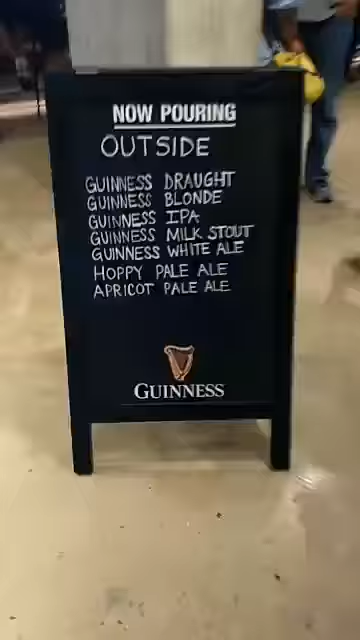 NOW POURING
OUTSIDE
GUINNESS DRAUGHT
GUINNESS BLONDE
GUINNESS IPA
GUINNESS MILK STOUT
GUINNESS WHITE ALE
HOPPY PALE ALE
APRICOT PALE ALE
GUINNESS